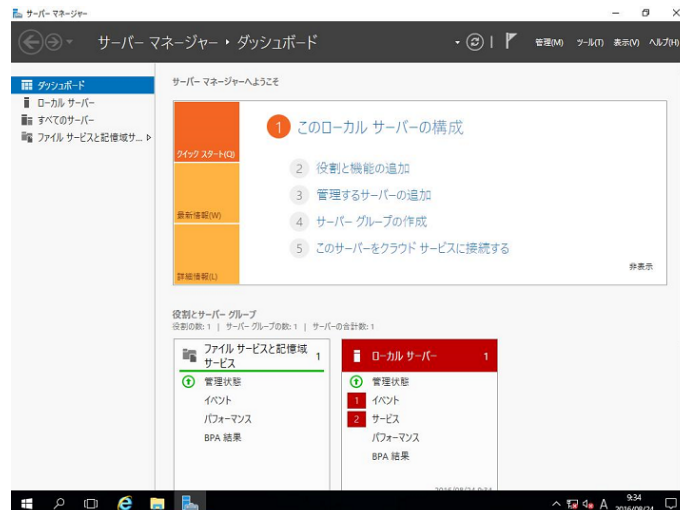 サーバー マネージャー
サーバー マネージャー ・ ダッシュボード
管理(M) ツール(T) 表示(V) ヘルプ(H)
ダッシュボード
ローカル サーバー
すべてのサーバー
ファイル サービスと記憶域サ...
サーバー マネージャーへようこそ
クイック スタート(Q)
最新情報(W)
詳細情報(L)
1 このローカル サーバーの構成
2 役割と機能の追加
3 管理するサーバーの追加
4 サーバー グループの作成
5 このサーバーをクラウド サービスに接続する
非表示
役割とサーバー グループ
役割の数: 1 | サーバー グループの数: 1 | サーバーの合計数: 1
ファイル サービスと記憶域
サービス
1
管理状態
イベント
パフォーマンス
BPA 結果
ローカル サーバー 1
管理状態
1 イベント
2 サービス
パフォーマンス
BPA 結果
2016/08/24 9:34
A
9:34
2016/08/24